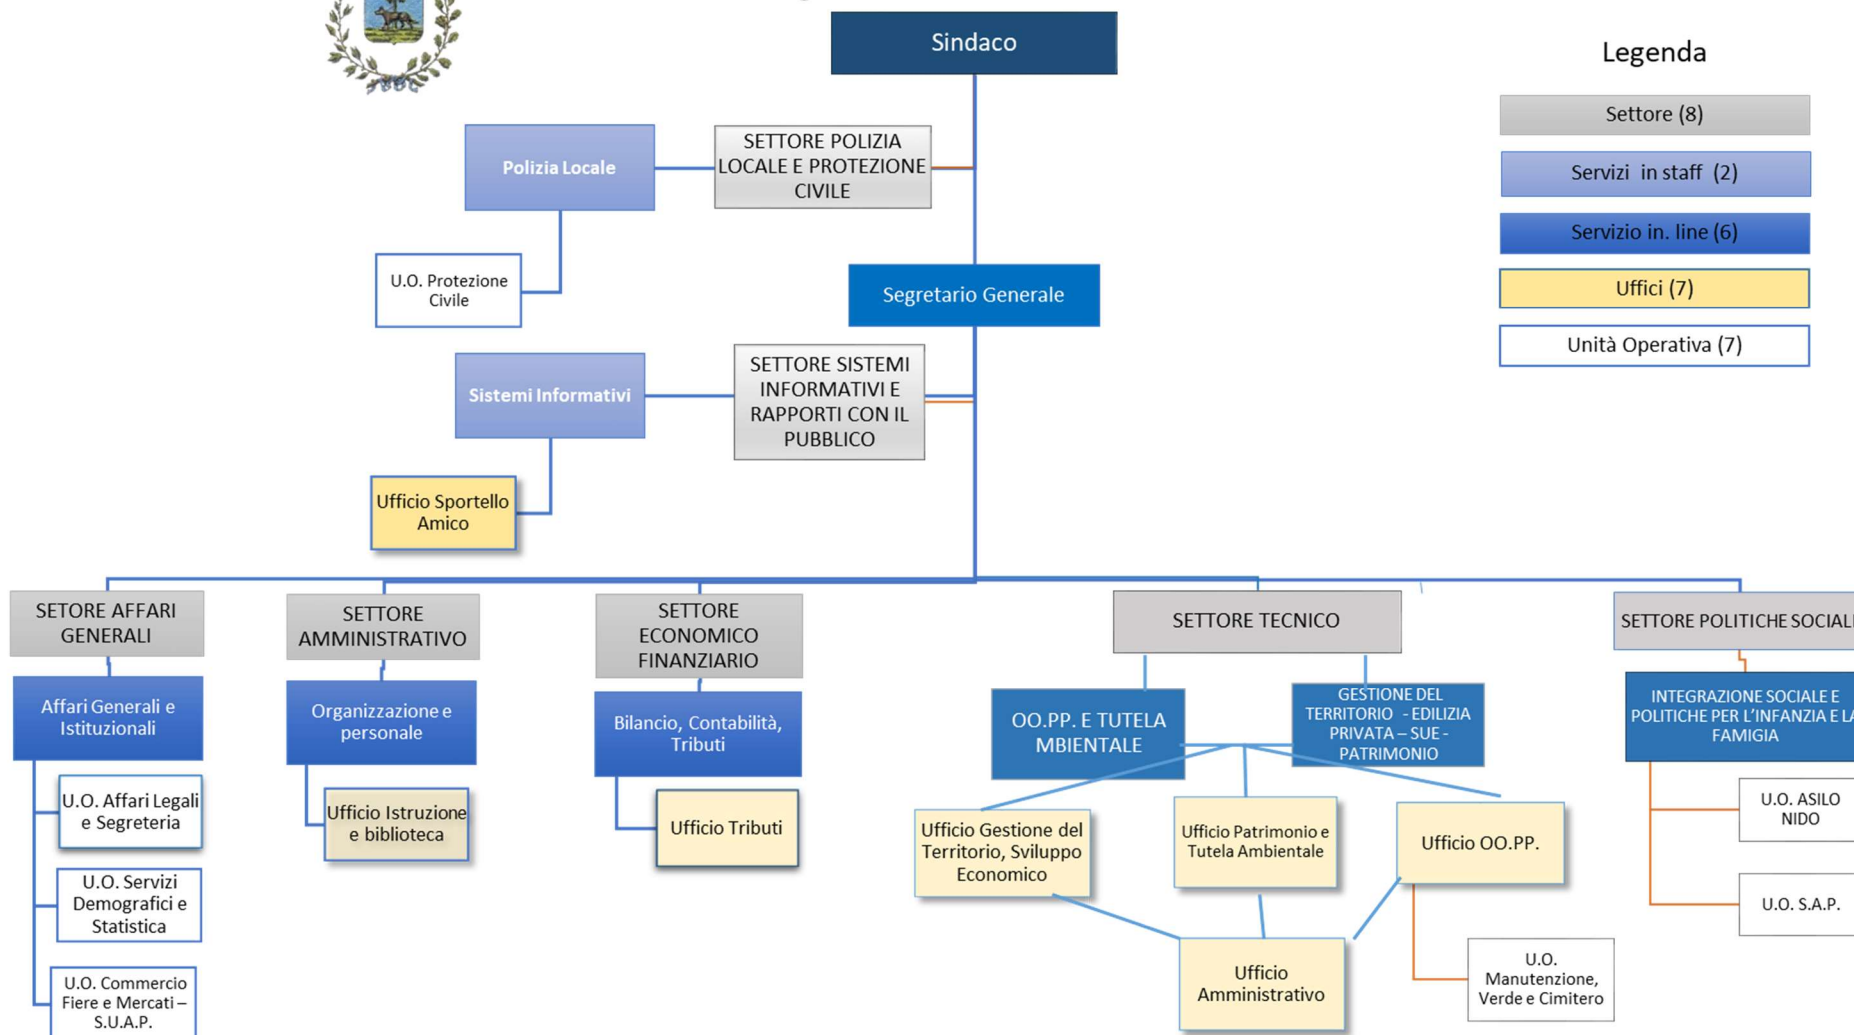 Sindaco
Legenda
Settore (8)
Servizi in staff (2)
Servizio in. line (6)
Uffici (7)
Unità Operativa (7)
Polizia Locale
SETTORE POLIZIA
LOCALE E PROTEZIONE
CIVILE
U.O. Protezione
Civile
Segretario Generale
Sistemi Informativi
SETTORE SISTEMI
INFORMATIVI E
RAPPORTI CON IL
PUBBLICO
Ufficio Sportello
Amico
SETORE AFFARI
GENERALI
SETTORE
AMMINISTRATIVO
SETTORE
ECONOMICO
FINANZIARIO
SETTORE TECNICO
SETTORE POLITICHE SOCIALI
Affari Generali e
Istituzionali
Organizzazione e
personale
Bilancio, Contabilità,
Tributi
OO.PP. E TUTELA
MBIENTALE
GESTIONE DEL
TERRITORIO - EDILIZIA
PRIVATA – SUE -
PATRIMONIO
INTEGRAZIONE SOCIALE E
POLITICHE PER L'INFANZIA E LA
FAMIGIA
U.O. Affari Legali
e Segreteria
Ufficio Istruzione
e biblioteca
Ufficio Tributi
Ufficio Gestione del
Territorio, Sviluppo
Economico
Ufficio Patrimonio e
Tutela Ambientale
Ufficio OO.PP.
U.O. ASILO
NIDO
U.O. Servizi
Demografici e
Statistica
U.O. S.A.P.
U.O. Commercio
Fiere e Mercati –
S.U.A.P.
Ufficio
Amministrativo
U.O.
Manutenzione,
Verde e Cimitero